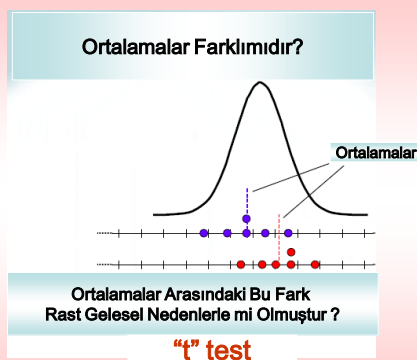 Ortalamalar Farklımıdır?
Ortalamalar
Ortalamalar Arasındaki Bu Fark
Rast Gelesel Nedenlerle mi Olmuştur ?
“t” test